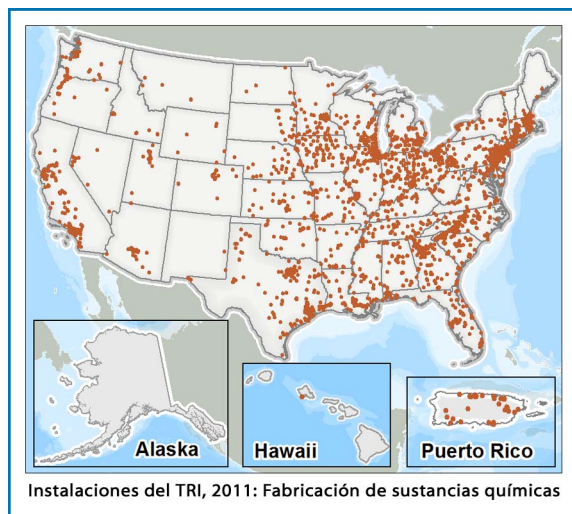 Alaska
Hawaii
Puerto Rico
Instalaciones del TRI, 2011: Fabricación de sustancias químicas